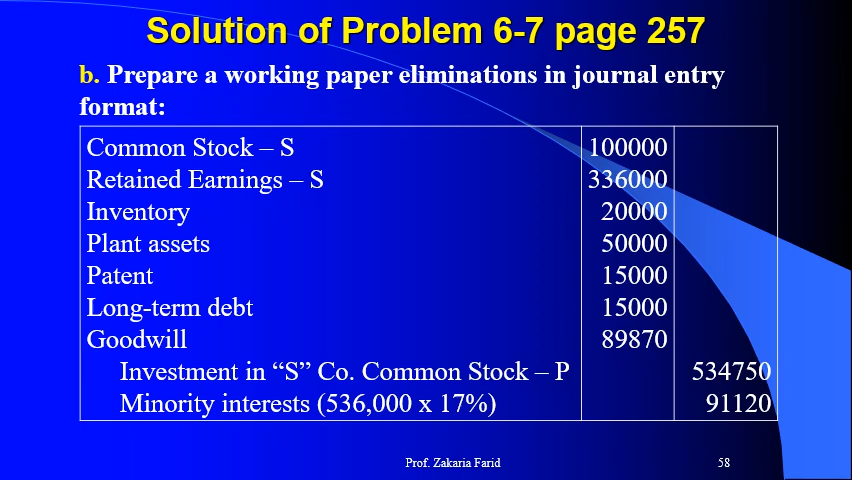 Solution of Problem 6-7 page 257
b. Prepare a working paper eliminations in journal entry
format:
Common Stock – S 100000
Retained Earnings – S 336000
Inventory 20000
Plant assets 50000
Patent 15000
Long-term debt 15000
Goodwill 89870
Investment in “S” Co. Common Stock – P 534750
Minority interests (536,000 x 17%) 91120
Prof. Zakaria Farid 58